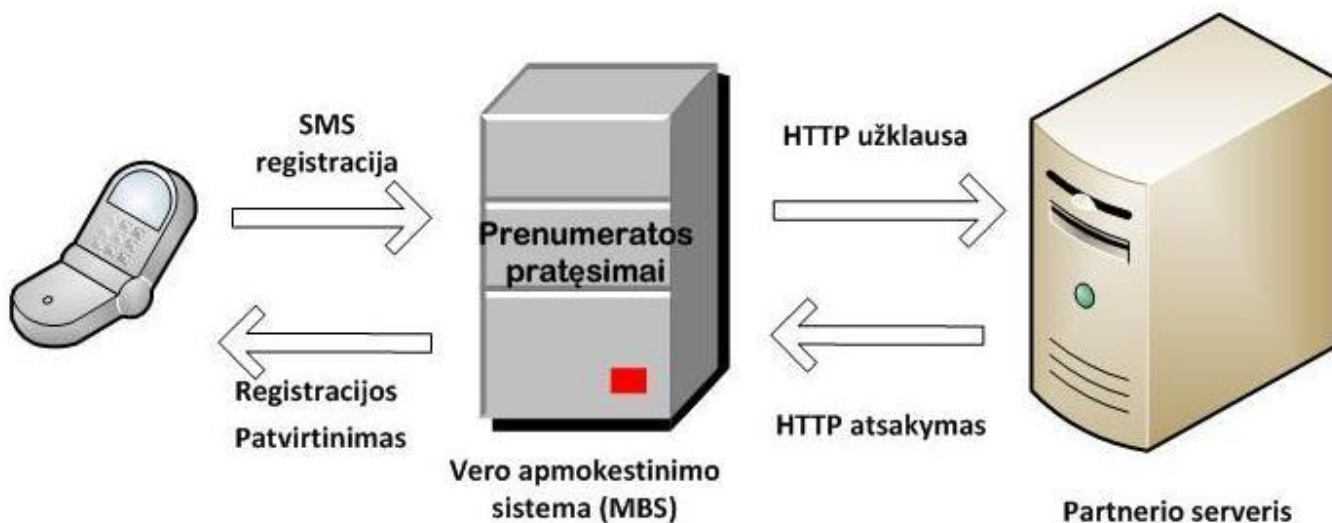 SMS
registracija
HTTP užklausa
Prenumeratos
pratęsimai
Registracijos
Patvirtinimas
HTTP atsakymas
Vero apmokestinimo
sistema (MBS)
Partnerio serveris